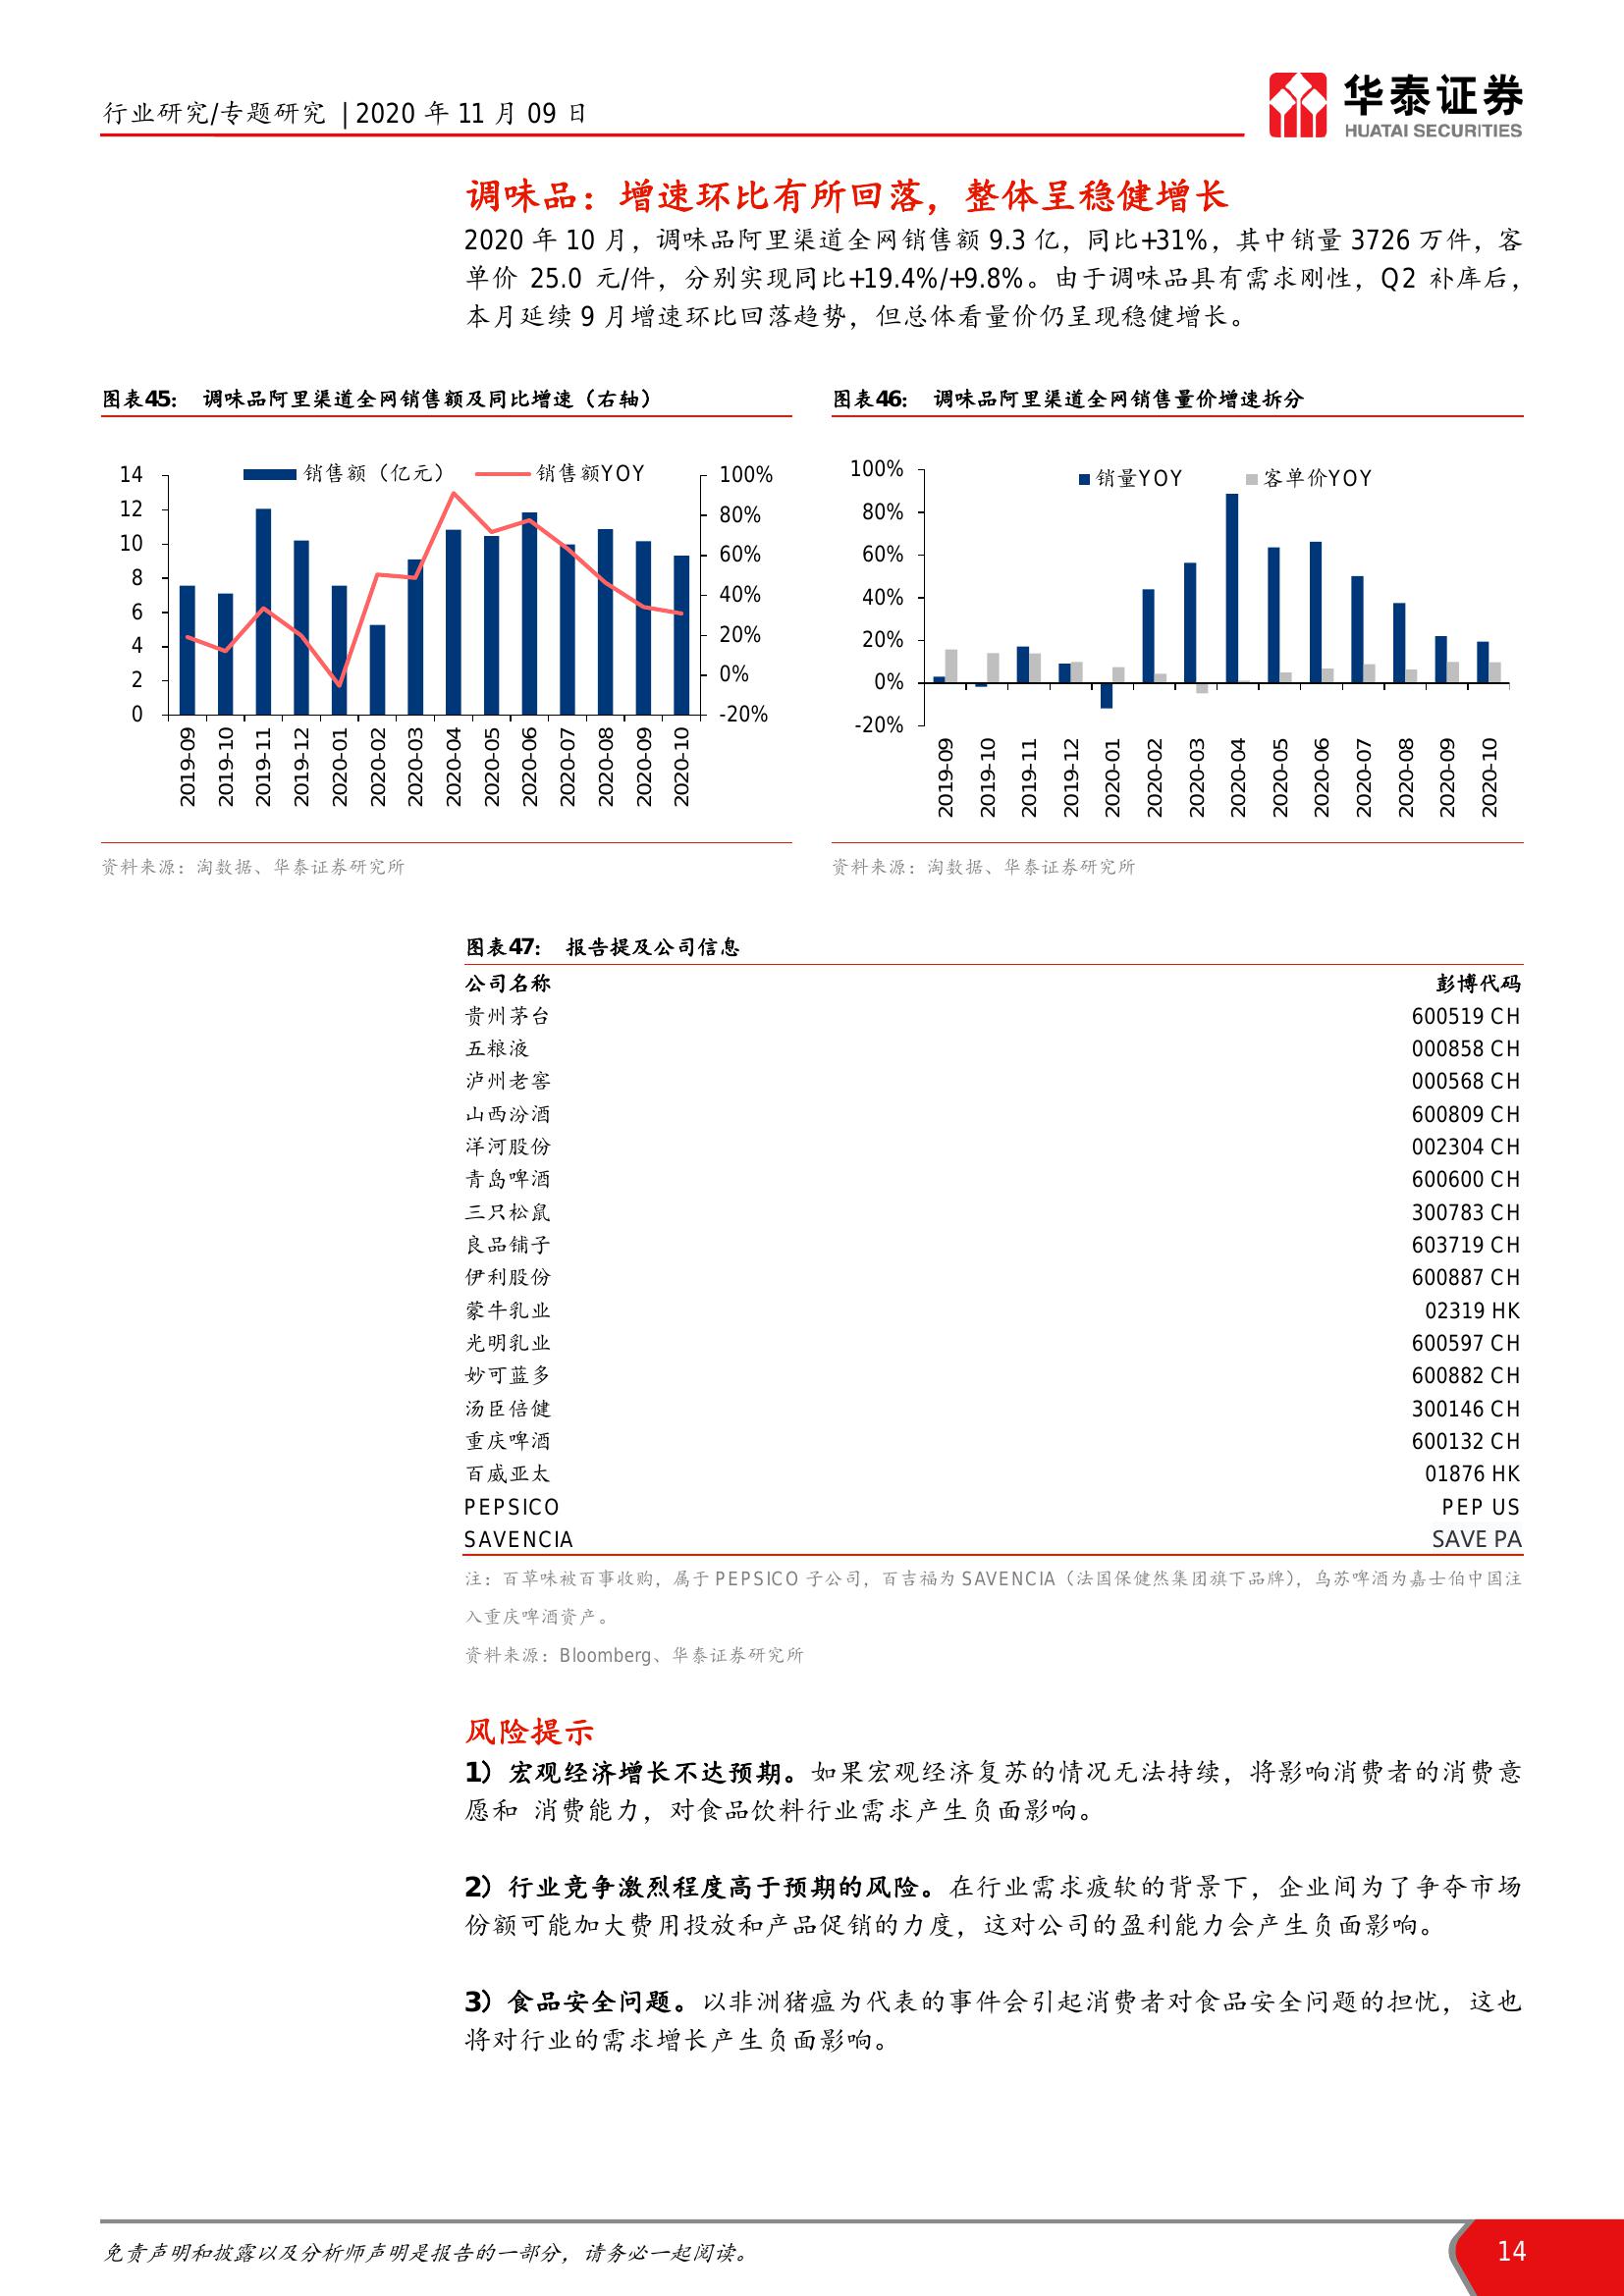 行业研究/专题研究 | 2020 年 11 月 09 日
华泰证券
HUATAI SECURITIES
调味品：增速环比有所回落，整体呈稳健增长
2020 年 10 月，调味品阿里渠道全网销售额 9.3 亿，同比+31%，其中销量 3726 万件，客
单价 25.0 元/件，分别实现同比+19.4%/+9.8%。由于调味品具有需求刚性，Q2 补库后，
本月延续 9 月增速环比回落趋势，但总体看量价仍呈现稳健增长。
图表45： 调味品阿里渠道全网销售额及同比增速（右轴）
销售额（亿元） 销售额YOY
14
12
10
8
6
4
2
0
100%
80%
60%
40%
20%
0%
-20%
2019-09
2019-10
2019-11
2019-12
2020-01
2020-02
2020-03
2020-04
2020-05
2020-06
2020-07
2020-08
2020-09
2020-10
资料来源：淘数据、华泰证券研究所
图表46： 调味品阿里渠道全网销售量价增速拆分
销量YOY 客单价YOY
100%
80%
60%
40%
20%
0%
-20%
2019-09
2019-10
2019-11
2019-12
2020-01
2020-02
2020-03
2020-04
2020-05
2020-06
2020-07
2020-08
2020-09
2020-10
资料来源：淘数据、华泰证券研究所
图表47： 报告提及公司信息
公司名称 彭博代码
贵州茅台 600519 CH
五粮液 000858 CH
泸州老窖 000568 CH
山西汾酒 600809 CH
洋河股份 002304 CH
青岛啤酒 600600 CH
三只松鼠 300783 CH
良品铺子 603719 CH
伊利股份 600887 CH
蒙牛乳业 02319 HK
光明乳业 600597 CH
妙可蓝多 600882 CH
汤臣倍健 300146 CH
重庆啤酒 600132 CH
百威亚太 01876 HK
PEPSICO PEP US
SAVENCIA SAVE PA
注：百草味被百事收购，属于 PEPSICO 子公司，百吉福为 SAVENCIA（法国保健然集团旗下品牌），乌苏啤酒为嘉士伯中国注
入重庆啤酒资产。
资料来源：Bloomberg、华泰证券研究所
风险提示
1）宏观经济增长不达预期。如果宏观经济复苏的情况无法持续，将影响消费者的消费意
愿和 消费能力，对食品饮料行业需求产生负面影响。
2）行业竞争激烈程度高于预期的风险。在行业需求疲软的背景下，企业间为了争夺市场
份额可能加大费用投放和产品促销的力度，这对公司的盈利能力会产生负面影响。
3）食品安全问题。以非洲猪瘟为代表的事件会引起消费者对食品安全问题的担忧，这也
将对行业的需求增长产生负面影响。
免责声明和披露以及分析师声明是报告的一部分，请务必一起阅读。
14